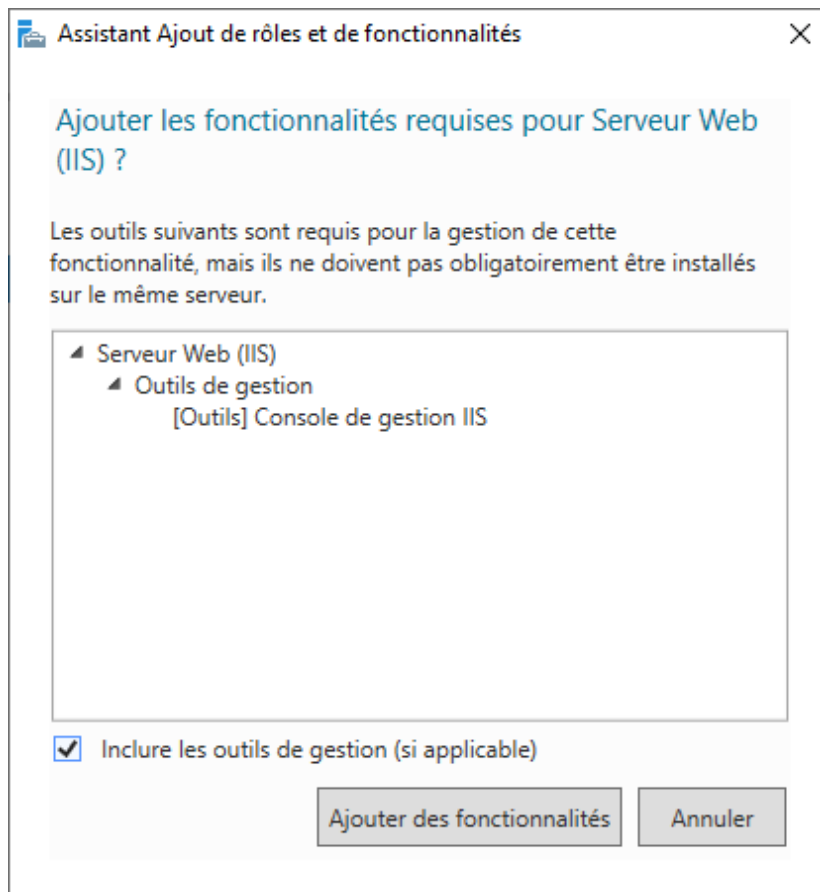 Assistant Ajout de rôles et de fonctionnalités
Ajouter les fonctionnalités requises pour Serveur Web
(IIS) ?
Les outils suivants sont requis pour la gestion de cette
fonctionnalité, mais ils ne doivent pas obligatoirement être installés
sur le même serveur.
Serveur Web (IIS)
Outils de gestion
[Outils] Console de gestion IIS
Inclure les outils de gestion (si applicable)
Ajouter des fonctionnalités
Annuler